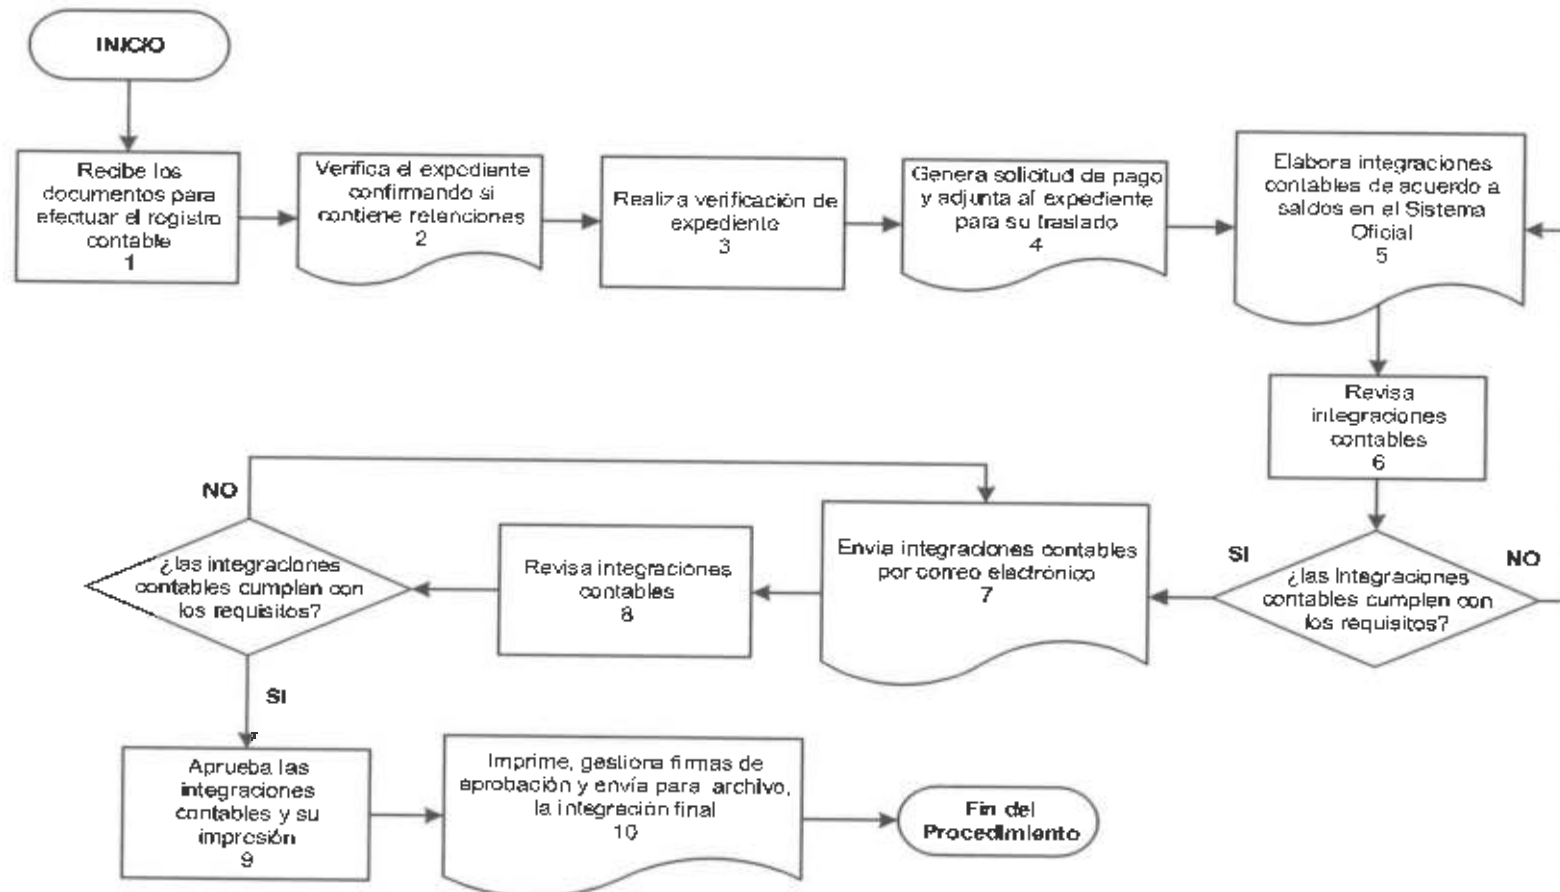 INICIO
Recibe los
documentos para
efectuar el registro
contable
1
Verifica el expediente
confirmando si
contiene retenciones
2
Realiza verificación de
expediente
3
Genera solicitud de pago
y adjunta al expediente
para su traslado
4
Elabora integraciones
contables de acuerdo a
saldos en el Sistema
Oficial
5
Revisa
integraciones
contables
6
¿las Integraciones
contables cumplen con
los requisitos?
NO
SI
Envia integraciones contables
por correo electrónico
7
Revisa integraciones
contables
8
¿las integraciones
contables cumplen con
los requisitos?
NO
SI
Aprueba las
integraciones
contables y su
impresión
9
Imprime, gestiona firmas de
aprobación y envía para archivo,
la integración final
10
Fin del
Procedimiento